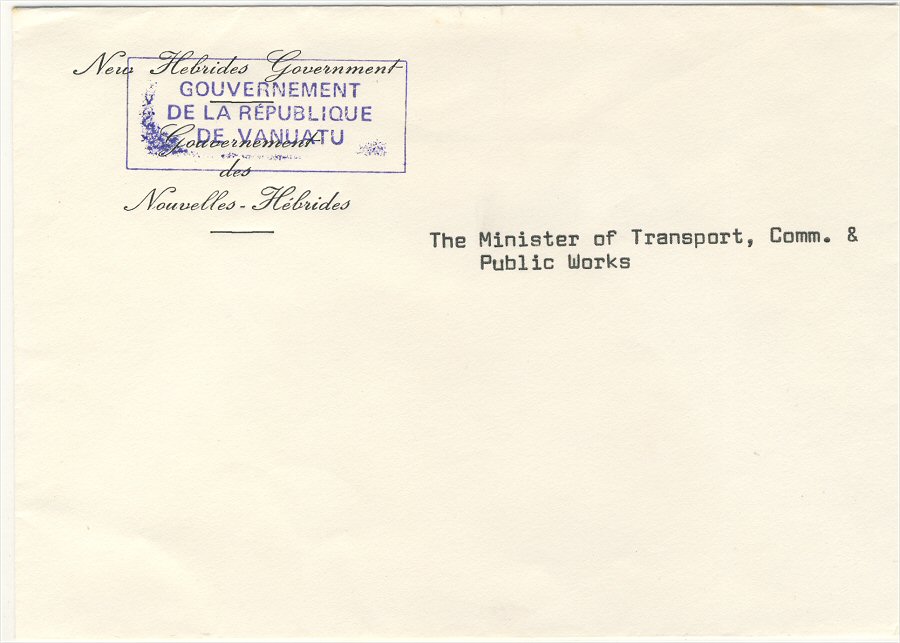 New Hebrides Government
GOUVERNEMENT
DE LA RÉPUBLIQUE
DE VANUATU
Gouvernement
des
Nouvelles-Hébrides
The Minister of Transport, Comm. &
Public Works